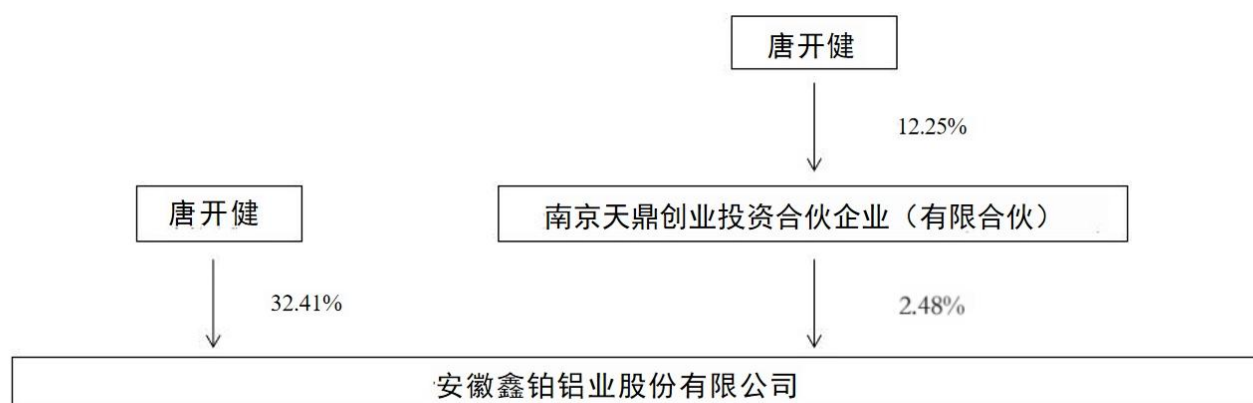 唐开健
12.25%
唐开健
南京天鼎创业投资合伙企业（有限合伙）
32.41%
2.48%
安徽鑫铂铝业股份有限公司